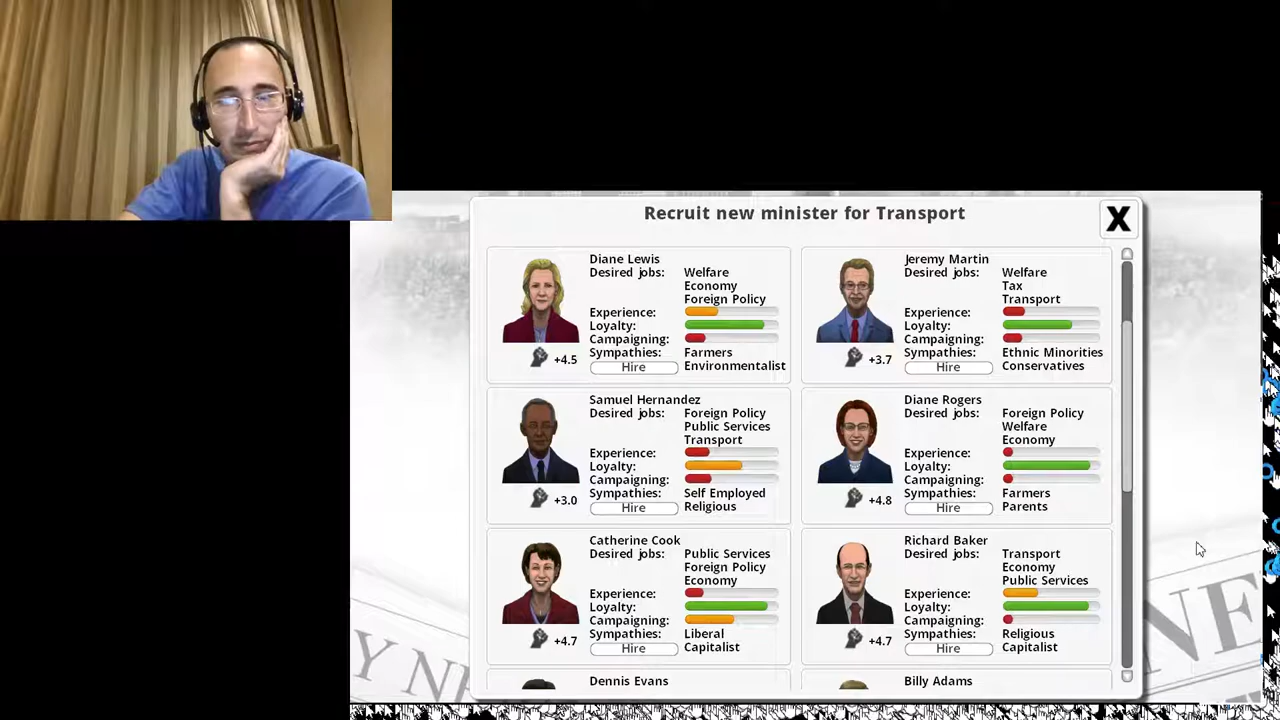 Recruit new minister for Transport
X
Diane Lewis
Desired jobs: Welfare
Economy
Foreign Policy
Experience:
Loyalty:
Campaigning:
Sympathies: Farmers
Environmentalist
+4.5
Hire
Jeremy Martin
Desired jobs: Welfare
Tax
Transport
Experience:
Loyalty:
Campaigning:
Sympathies: Ethnic Minorities
Conservatives
+3.7
Hire
Samuel Hernandez
Desired jobs: Foreign Policy
Public Services
Transport
Experience:
Loyalty:
Campaigning:
Sympathies: Self Employed
Religious
+3.0
Hire
Diane Rogers
Desired jobs: Foreign Policy
Welfare
Economy
Experience:
Loyalty:
Campaigning:
Sympathies: Farmers
Parents
+4.8
Hire
Catherine Cook
Desired jobs: Public Services
Foreign Policy
Economy
Experience:
Loyalty:
Campaigning:
Sympathies: Liberal
Capitalist
+4.7
Hire
Richard Baker
Desired jobs: Transport
Economy
Public Services
Experience:
Loyalty:
Campaigning:
Sympathies: Religious
Capitalist
+4.7
Hire
Dennis Evans
Billy Adams